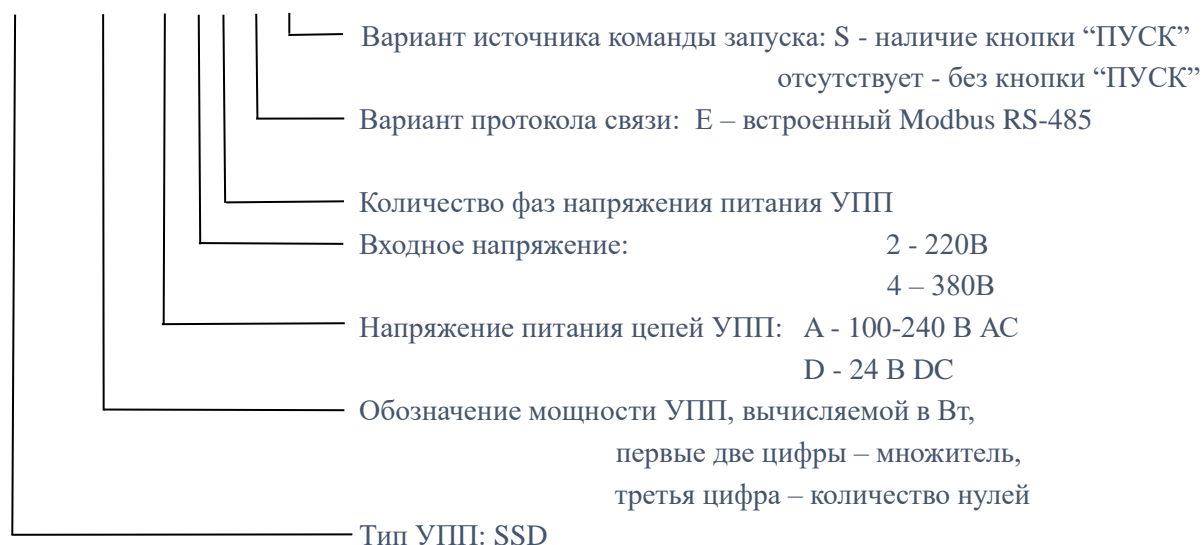 Вариант источника команды запуска: S - наличие кнопки “ПУСК”
отсутствует - без кнопки “ПУСК”
Вариант протокола связи: E – встроенный Modbus RS-485
Количество фаз напряжения питания УПП
Входное напряжение: 2 - 220В
4 – 380В
Напряжение питания цепей УПП: A - 100-240 В AC
D - 24 В DC
Обозначение мощности УПП, вычисляемой в Вт,
первые две цифры – множитель,
третья цифра – количество нулей
Тип УПП: SSD